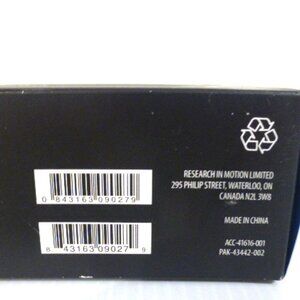 RESEARCH IN MOTION LIMITED
295 PHILIP STREET, WATERLOO, ON
CANADA N2L 3W8
MADE IN CHINA
ACC-41616-001
PAK-43442-002
0 843163 090279
8 43163 09027 9